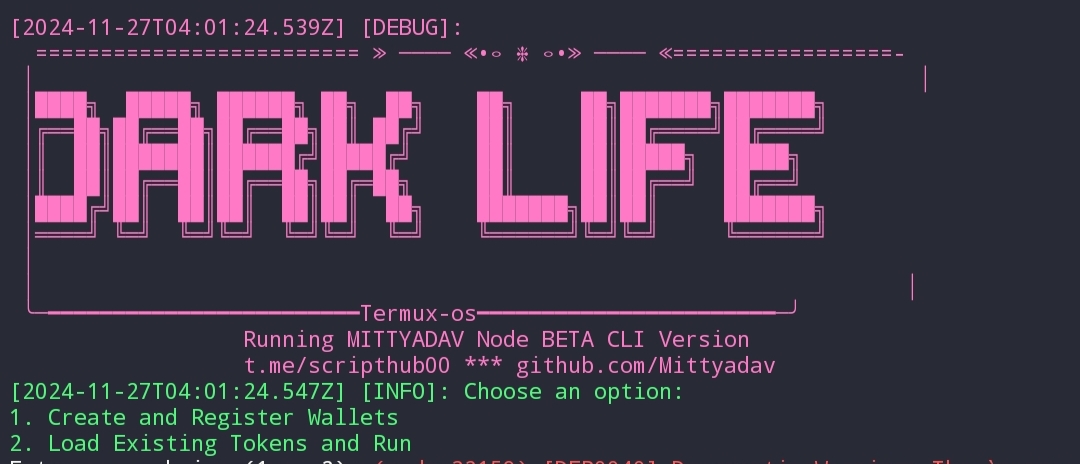 [2024-11-27T04:01:24.539Z] [DEBUG]:
DARK LIFE
Termux-os
Running MITTYADAV Node BETA CLI Version
t.me/scripthub00 *** github.com/Mittyadav
[2024-11-27T04:01:24.547Z] [INFO]: Choose an option:
1. Create and Register Wallets
2. Load Existing Tokens and Run